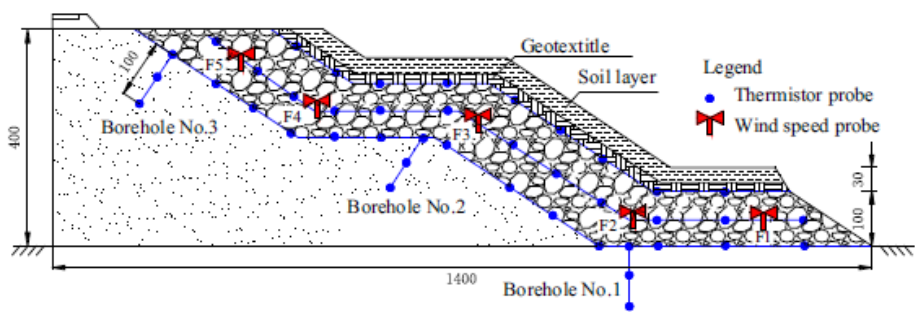 Geotextitle
Soil layer
Legend
Thermistor probe
Wind speed probe
100
F5
F4
Borehole No.3
F3
400
30
Borehole No.2
100
F2
F1
1400
Borehole No.1